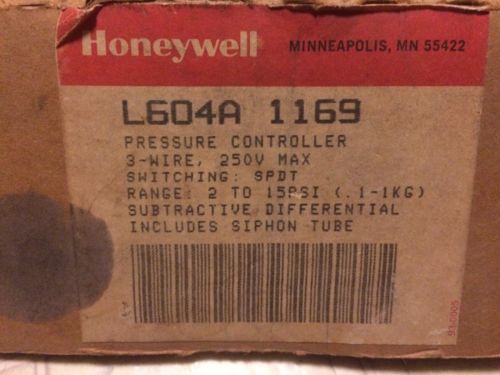 Honeywell MINNEAPOLIS, MN 55422
L604A 1169
PRESSURE CONTROLLER
3-WIRE, 250V MAX
SWITCHING: SPDT
RANGE: 2 TO 15PSI (.1-1KG)
SUBTRACTIVE DIFFERENTIAL
INCLUDES SIPHON TUBE